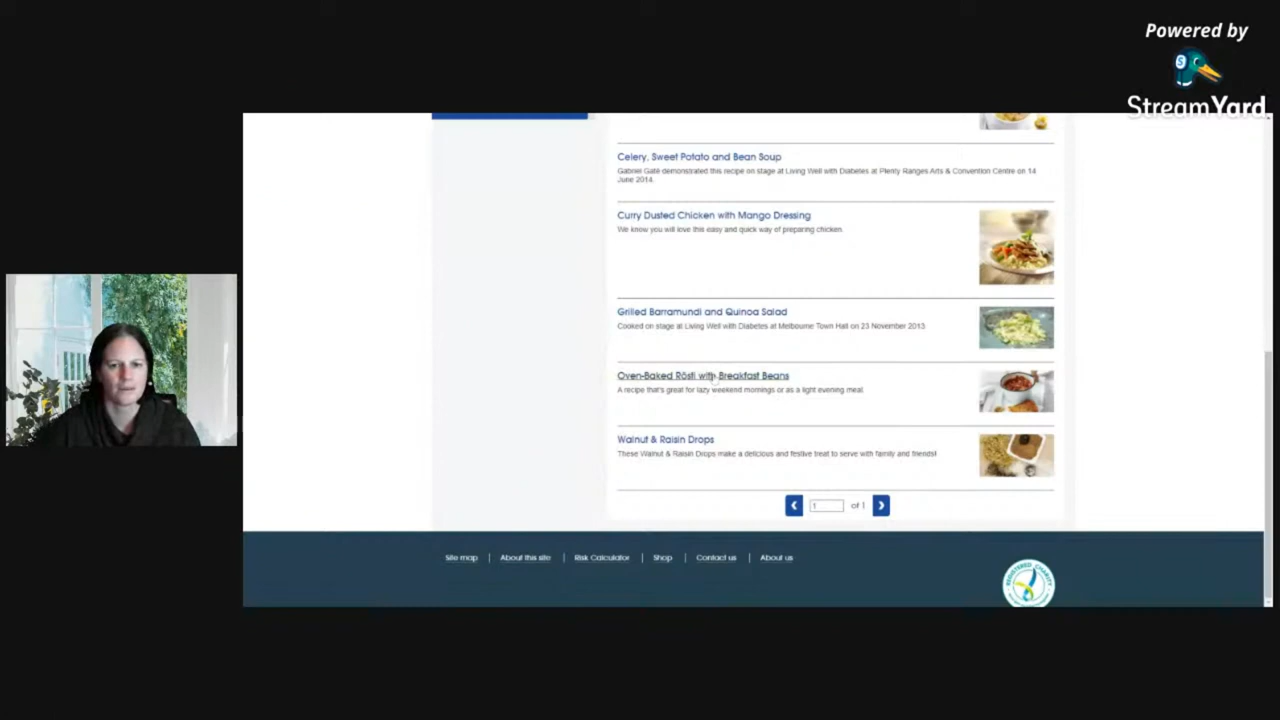 Powered by
StreamYard
Celery, Sweet Potato and Bean Soup
Gabriel Gaté demonstrated this recipe on stage at Living Well with Diabetes at Plenty Ranges Arts & Convention Centre on 14
June 2014.
Curry Dusted Chicken with Mango Dressing
We know you will love this easy and quick way of preparing chicken.
Grilled Barramundi and Quinoa Salad
Cooked on stage at Living Well with Diabetes at Melbourne Town Hall on 23 November 2013
Oven-Baked Rösti with Breakfast Beans
A recipe that's great for lazy weekend mornings or as a light evening meal.
Walnut & Raisin Drops
These Walnut & Raisin Drops make a delicious and festive treat to serve with family and friends!
1 of 1
Site map | About this site | Risk Calculator | Shop | Contact us | About us
REGISTERED CHARITY